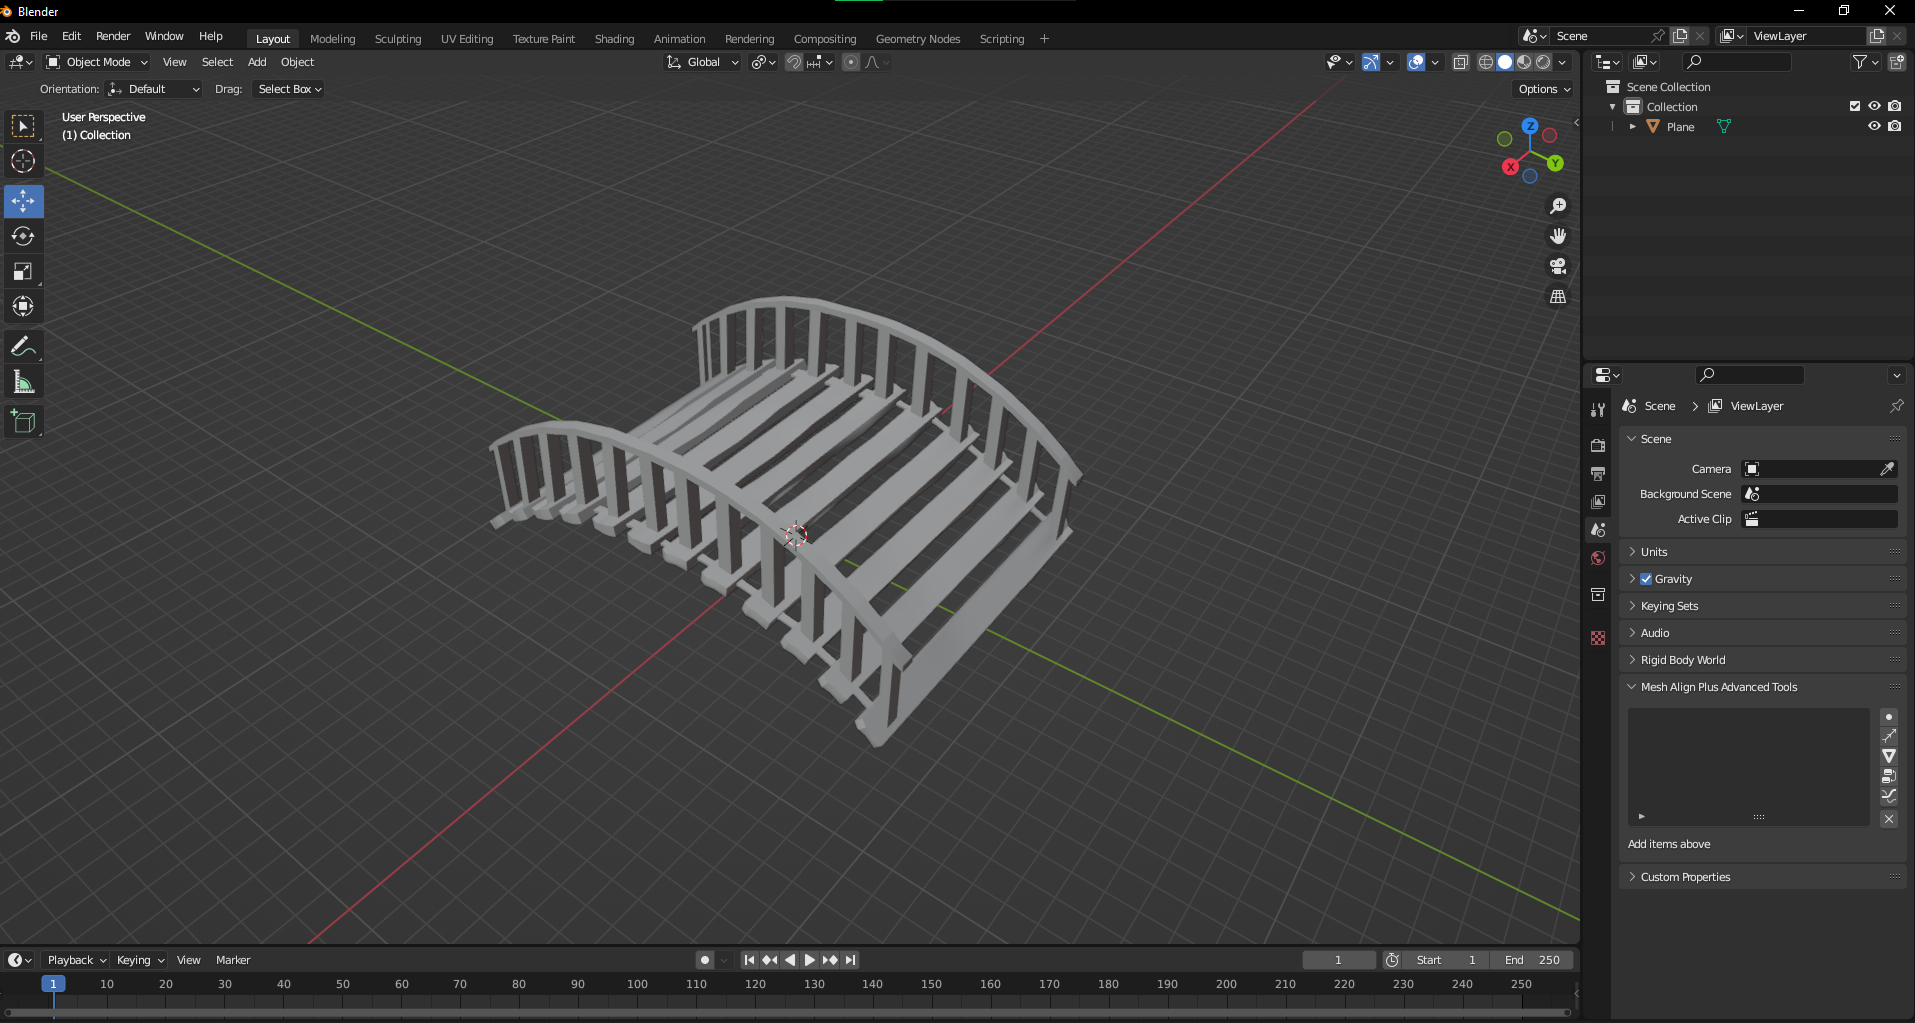 Blender
File Edit Render Window Help Layout Modeling Sculpting UV Editing Texture Paint Shading Animation Rendering Compositing Geometry Nodes Scripting + Scene ViewLayer
Object Mode View Select Add Object Global
Orientation: Default Drag: Select Box Options
User Perspective
(1) Collection
Z
X
Y
Scene Collection
Collection
Plane
Scene > ViewLayer
Scene
Camera
Background Scene
Active Clip
Units
Gravity
Keying Sets
Audio
Rigid Body World
Mesh Align Plus Advanced Tools
Add items above
Custom Properties
Playback Keying View Marker 1 Start 1 End 250
1 10 20 30 40 50 60 70 80 90 100 110 120 130 140 150 160 170 180 190 200 210 220 230 240 250